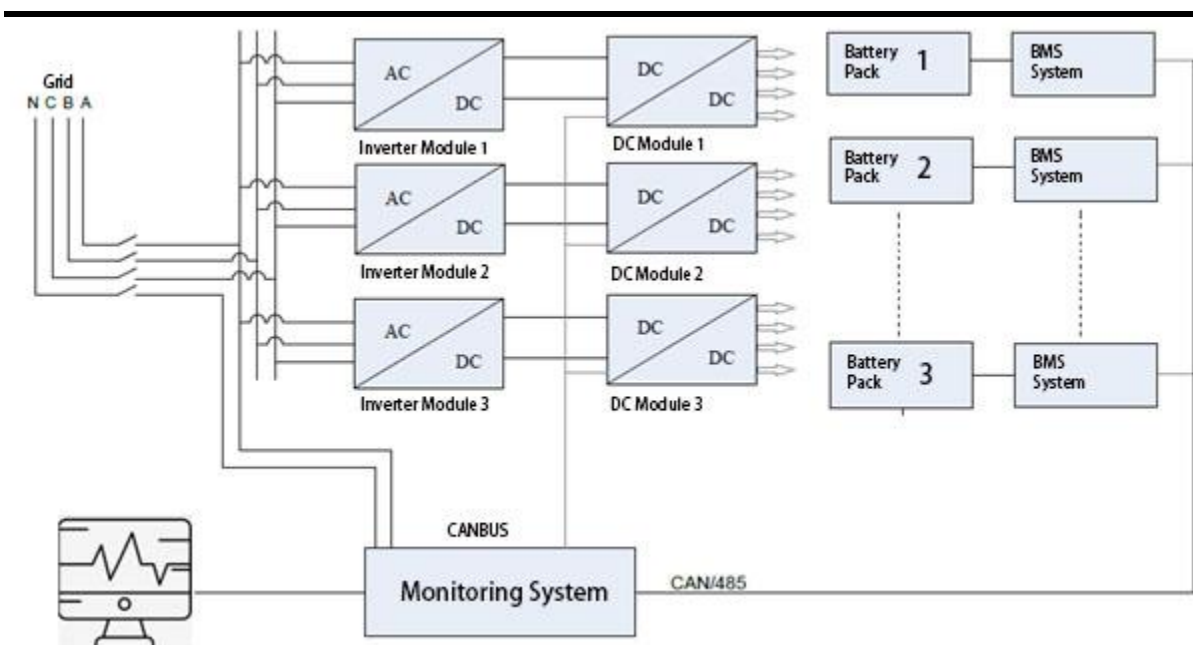 Grid
N C B A
AC
DC
Inverter Module 1
DC
DC
DC Module 1
Battery
Pack
1
BMS
System
AC
DC
Inverter Module 2
DC
DC
DC Module 2
Battery
Pack
2
BMS
System
AC
DC
Inverter Module 3
DC
DC
DC Module 3
Battery
Pack
3
BMS
System
CANBUS
Monitoring System
CAN/485